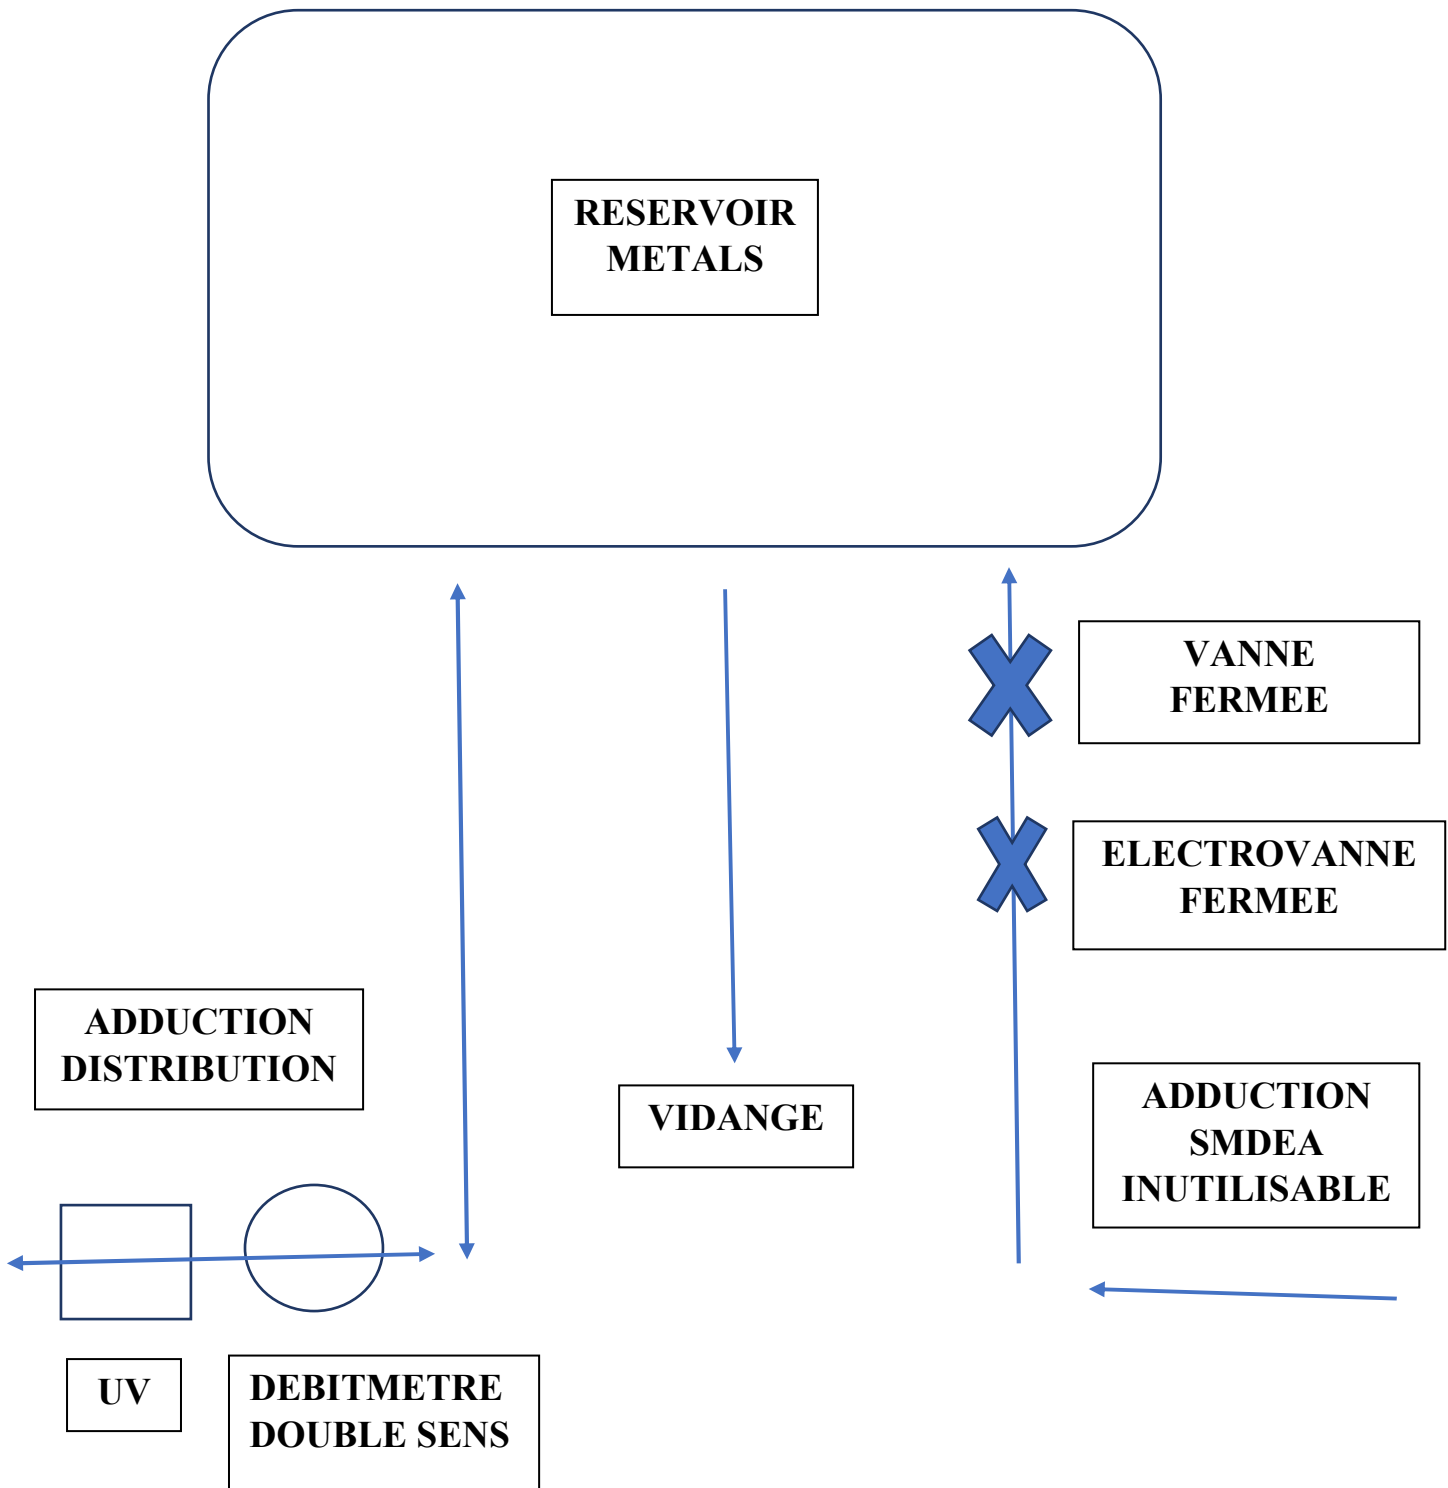 RESERVOIR
METALS
VANNE
FERMEE
ELECTROVANNE
FERMEE
ADDUCTION
DISTRIBUTION
VIDANGE
ADDUCTION
SMDEA
INUTILISABLE
UV
DEBITMETRE
DOUBLE SENS